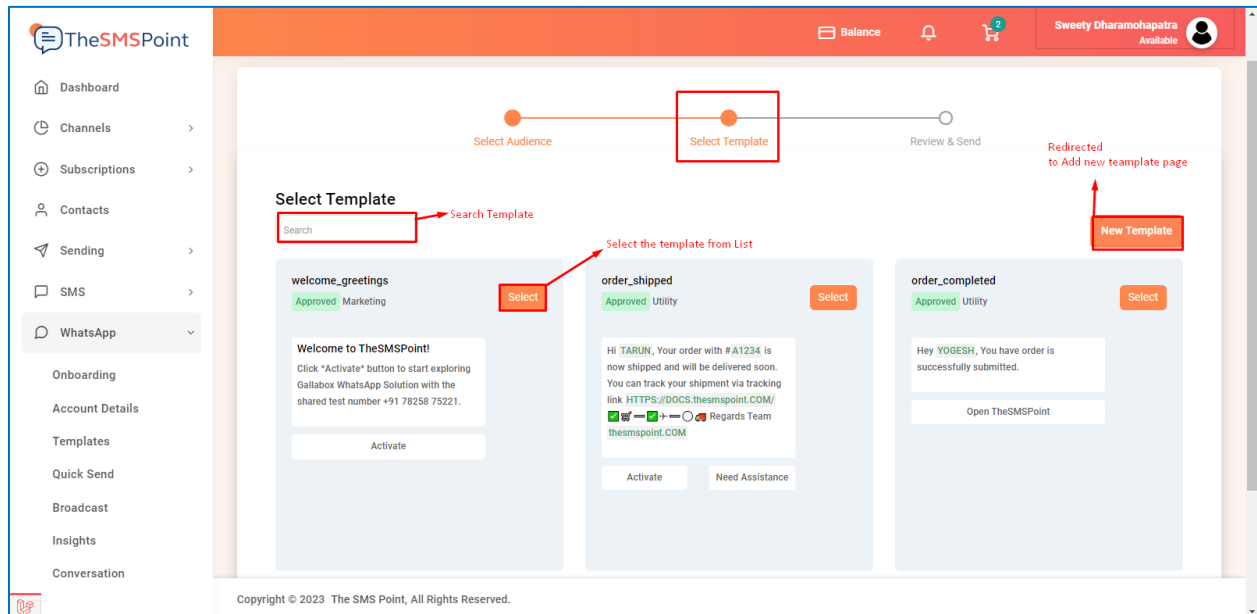 TheSMSPoint
Balance
2
Sweety Dharamohapatra
Available
Dashboard
Channels
Subscriptions
Contacts
Sending
SMS
WhatsApp
Onboarding
Account Details
Templates
Quick Send
Broadcast
Insights
Conversation
Select Audience
Select Template
Review & Send
Redirected
to Add new teamplate page
Select Template
Search
Search Template
Select the template from List
New Template
welcome_greetings
Approved Marketing
Select
Welcome to TheSMSPoint!
Click *Activate* button to start exploring
Gallabox WhatsApp Solution with the
shared test number +91 78258 75221.
Activate
order_shipped
Approved Utility
Select
Hi TARUN, Your order with #A1234 is
now shipped and will be delivered soon.
You can track your shipment via tracking
link HTTPS://DOCS.thesmspoint.COM/
✅🛒➖✅✈➖⚪🚛 Regards Team
thesmspoint.COM
Activate
Need Assistance
order_completed
Approved Utility
Select
Hey YOGESH, You have order is
successfully submitted.
Open TheSMSPoint
Copyright © 2023 The SMS Point, All Rights Reserved.